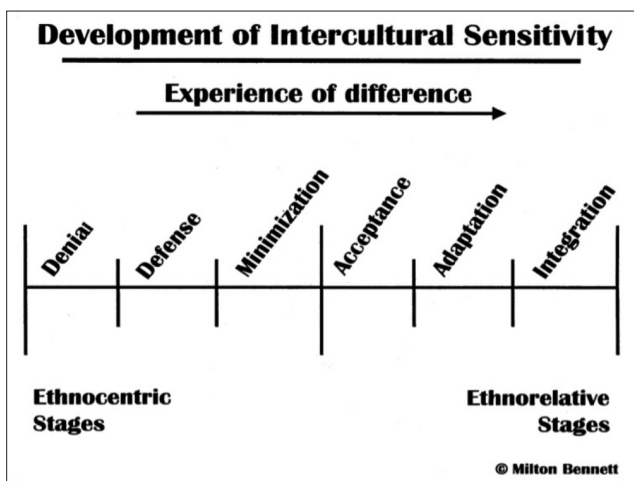 Development of Intercultural Sensitivity
Experience of difference
Denial
Defense
Minimization
Acceptance
Adaptation
Integration
Ethnocentric
Stages
Ethnorelative
Stages
© Milton Bennett